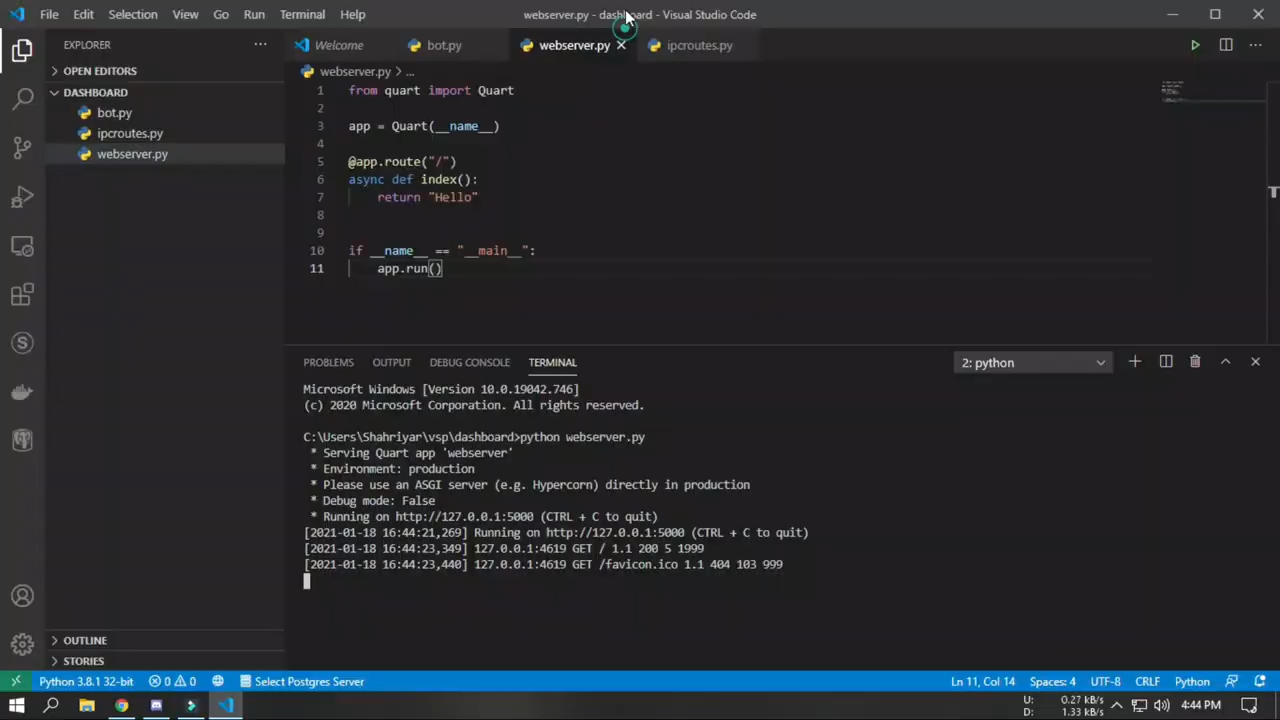 File Edit Selection View Go Run Terminal Help
webserver.py - dashboard - Visual Studio Code
EXPLORER
OPEN EDITORS
DASHBOARD
bot.py
ipcroutes.py
webserver.py
OUTLINE
STORIES
Welcome bot.py webserver.py ipcroutes.py
webserver.py > ...
1 from quart import Quart
2
3 app = Quart(__name__)
4
5 @app.route("/")
6 async def index():
7 return "Hello"
8
9
10 if __name__ == "__main__":
11 app.run()
PROBLEMS OUTPUT DEBUG CONSOLE TERMINAL 2: python
Microsoft Windows [Version 10.0.19042.746]
(c) 2020 Microsoft Corporation. All rights reserved.
C:\Users\Shahriyar\vsp\dashboard>python webserver.py
* Serving Quart app 'webserver'
* Environment: production
* Please use an ASGI server (e.g. Hypercorn) directly in production
* Debug mode: False
* Running on http://127.0.0.1:5000 (CTRL + C to quit)
[2021-01-18 16:44:21,269] Running on http://127.0.0.1:5000 (CTRL + C to quit)
[2021-01-18 16:44:23,349] 127.0.0.1:4619 GET / 1.1 200 5 1999
[2021-01-18 16:44:23,440] 127.0.0.1:4619 GET /favicon.ico 1.1 404 103 999
Python 3.8.1 32-bit 0 0 Select Postgres Server Ln 11, Col 14 Spaces: 4 UTF-8 CRLF Python
U: 0.27 kB/s
D: 1.33 kB/s
4:44 PM